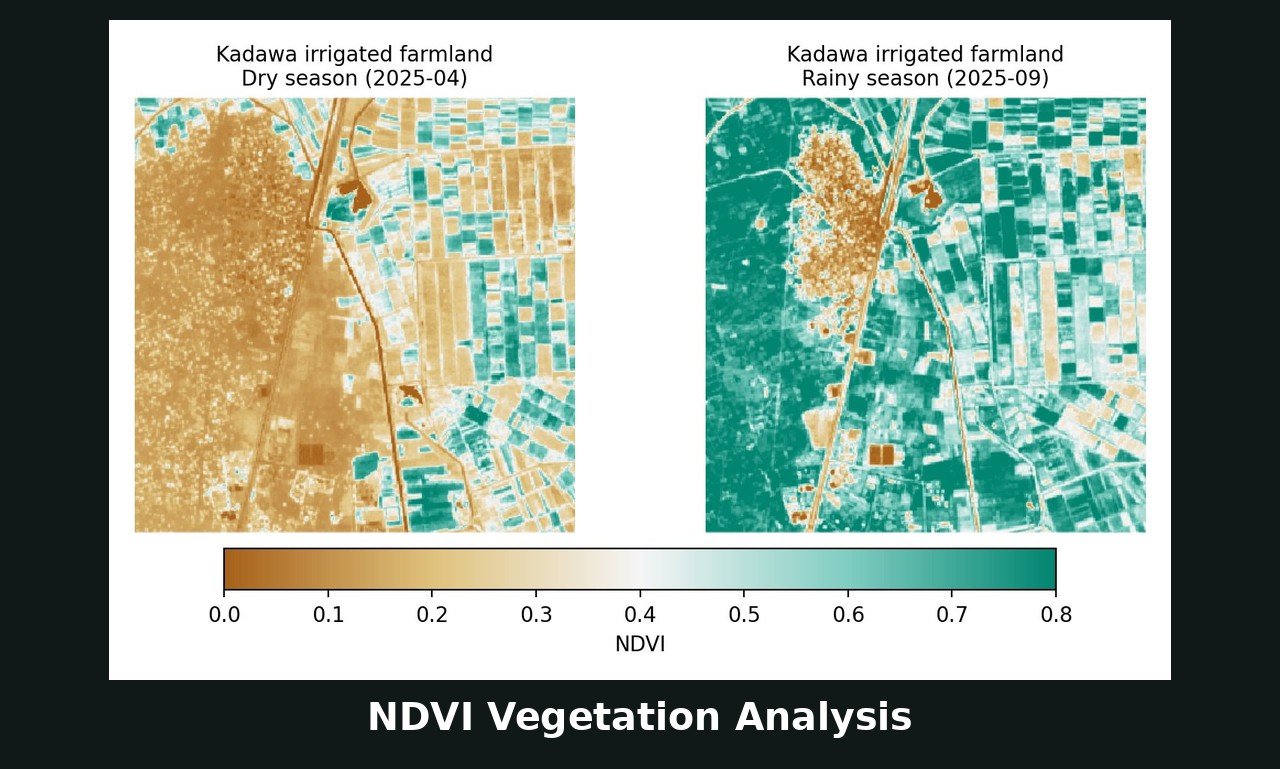 Kadawa irrigated farmland
Dry season (2025-04)
Kadawa irrigated farmland
Rainy season (2025-09)
0.0 0.1 0.2 0.3 0.4 0.5 0.6 0.7 0.8
NDVI
NDVI Vegetation Analysis